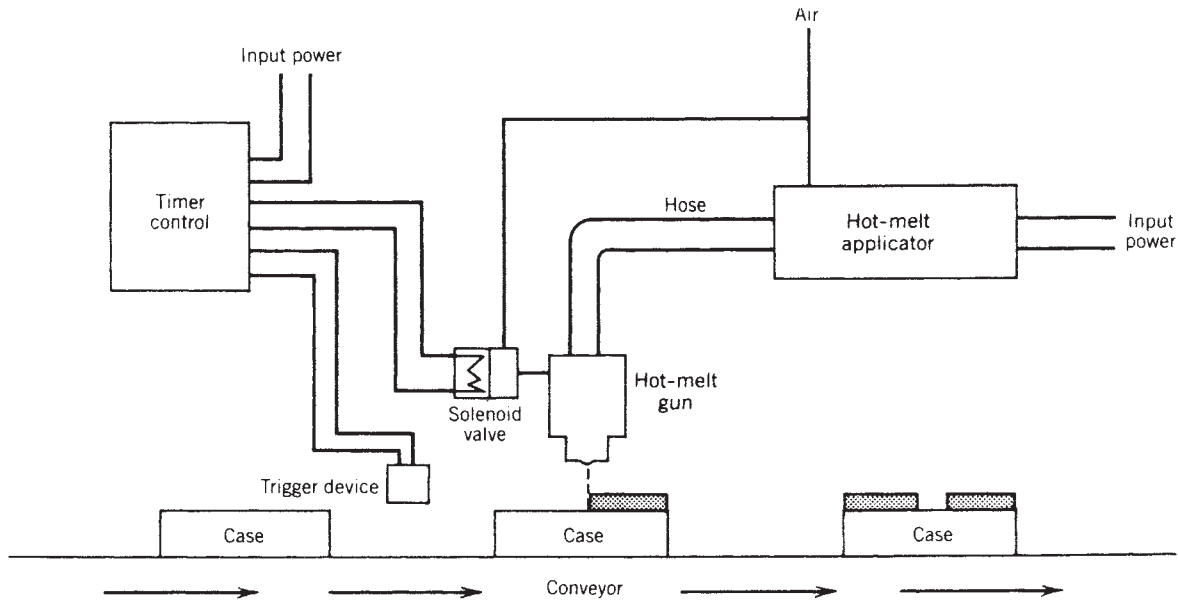 Air
Input power
Timer
control
Hose
Hot-melt
applicator
Input
power
Hot-melt
gun
Solenoid
valve
Trigger device
Case
Case
Case
Conveyor